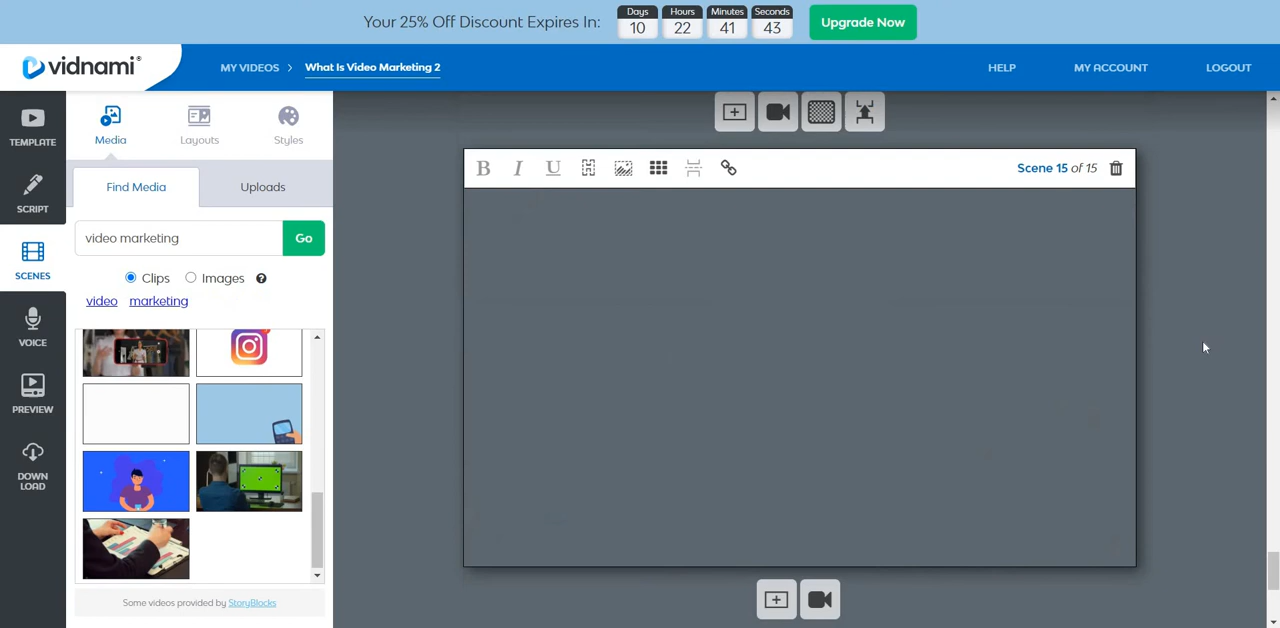 Your 25% Off Discount Expires In:
Days Hours Minutes Seconds
10 22 41 43
Upgrade Now
vidnami®
MY VIDEOS > What Is Video Marketing 2
HELP MY ACCOUNT LOGOUT
TEMPLATE
SCRIPT
SCENES
VOICE
PREVIEW
DOWN
LOAD
Media Layouts Styles
Find Media Uploads
video marketing Go
Clips Images ?
video marketing
Some videos provided by StoryBlocks
B I U H Scene 15 of 15